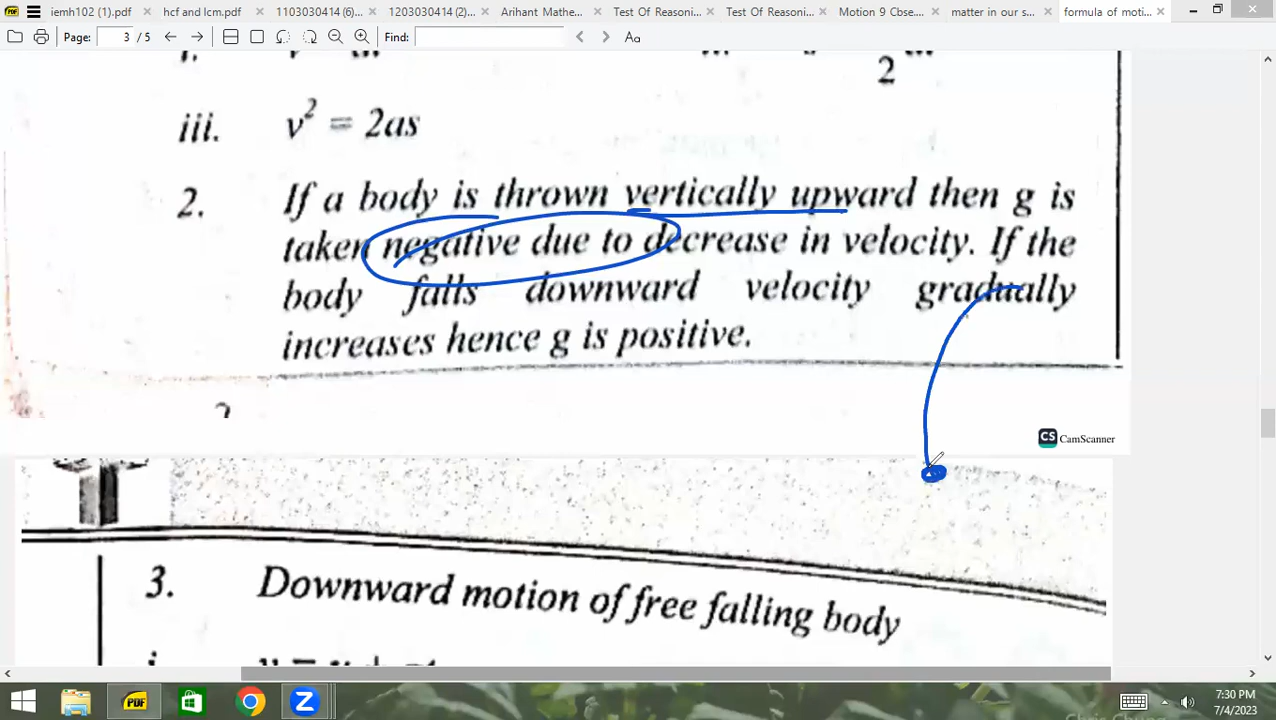 iemh102 (1).pdf
hcf and lcm.pdf
1103030414 (6)...
1203030414 (2)...
Arihant Mathe...
Test Of Reasoni...
Test Of Reasoni...
Motion 9 Cbse....
matter in our s...
formula of moti...
Page: 3 / 5
Find:
Aa
2
iii. v² = 2as
2. If a body is thrown vertically upward then g is
taken negative due to decrease in velocity. If the
body falls downward velocity gradually
increases hence g is positive.
CS CamScanner
3. Downward motion of free falling body
7:30 PM
7/4/2023